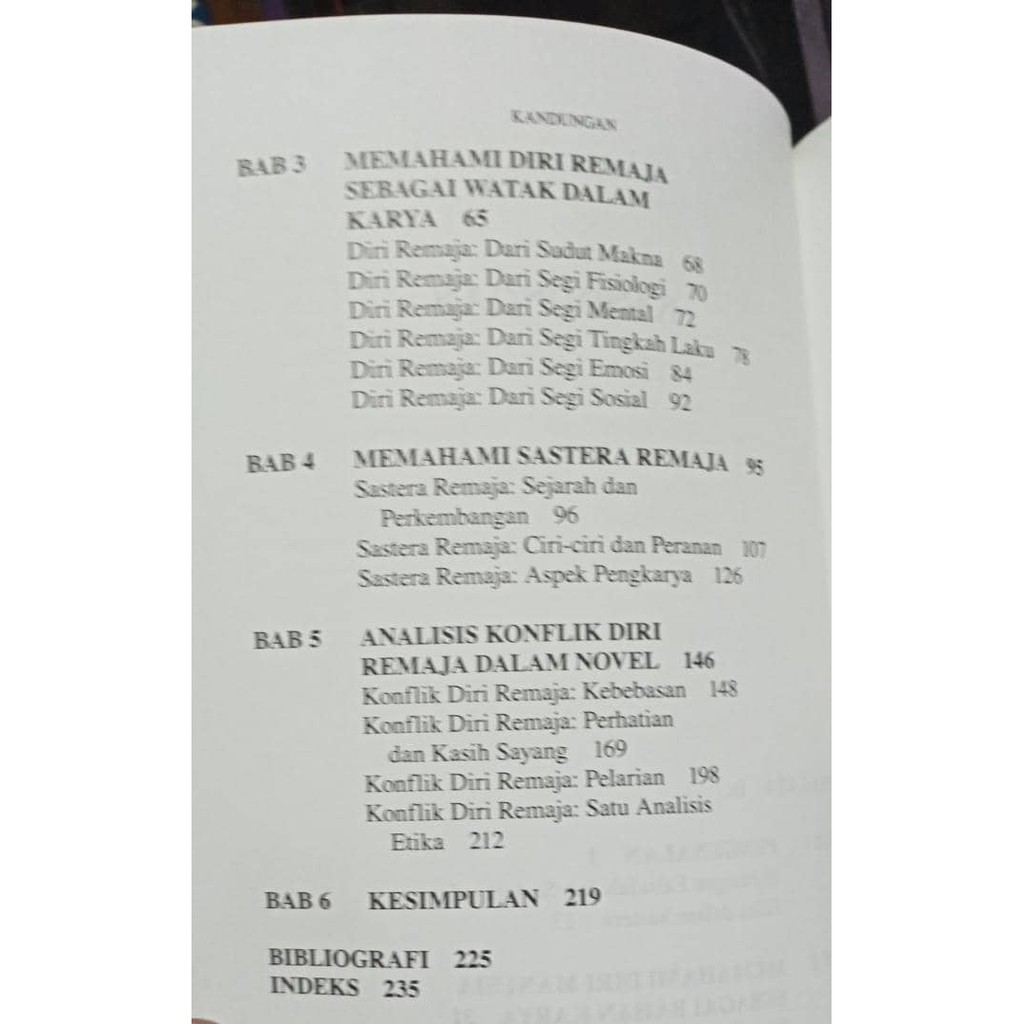 KANDUNGAN
BAB 3 MEMAHAMI DIRI REMAJA
SEBAGAI WATAK DALAM
KARYA 65
Diri Remaja: Dari Sudut Makna 68
Diri Remaja: Dari Segi Fisiologi 70
Diri Remaja: Dari Segi Mental 72
Diri Remaja: Dari Segi Tingkah Laku 78
Diri Remaja: Dari Segi Emosi 84
Diri Remaja: Dari Segi Sosial 92
BAB 4 MEMAHAMI SASTERA REMAJA 95
Sastera Remaja: Sejarah dan
Perkembangan 96
Sastera Remaja: Ciri-ciri dan Peranan 107
Sastera Remaja: Aspek Pengkarya 126
BAB 5 ANALISIS KONFLIK DIRI
REMAJA DALAM NOVEL 146
Konflik Diri Remaja: Kebebasan 148
Konflik Diri Remaja: Perhatian
dan Kasih Sayang 169
Konflik Diri Remaja: Pelarian 198
Konflik Diri Remaja: Satu Analisis
Etika 212
BAB 6 KESIMPULAN 219
BIBLIOGRAFI 225
INDEKS 235